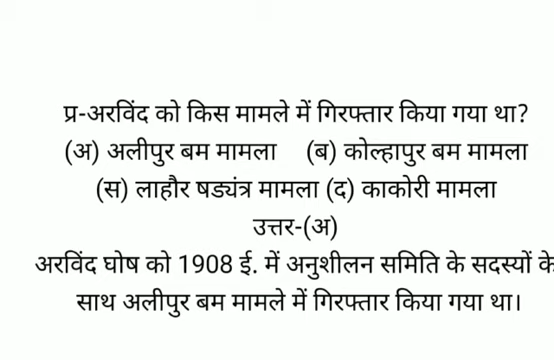 प्र-अरविंद को किस मामले में गिरफ्तार किया गया था?
(अ) अलीपुर बम मामला (ब) कोल्हापुर बम मामला
(स) लाहौर षड्यंत्र मामला (द) काकोरी मामला
उत्तर-(अ)
अरविंद घोष को 1908 ई. में अनुशीलन समिति के सदस्यों के
साथ अलीपुर बम मामले में गिरफ्तार किया गया था।